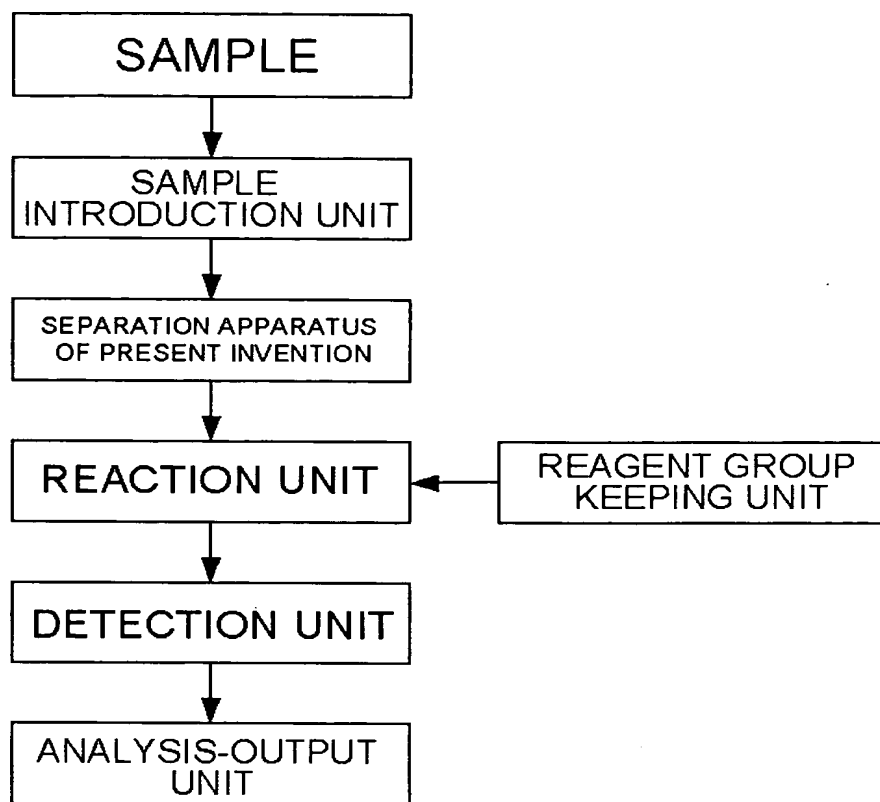 SAMPLE
SAMPLE
INTRODUCTION UNIT
SEPARATION APPARATUS
OF PRESENT INVENTION
REACTION UNIT
REAGENT GROUP
KEEPING UNIT
DETECTION UNIT
ANALYSIS-OUTPUT
UNIT